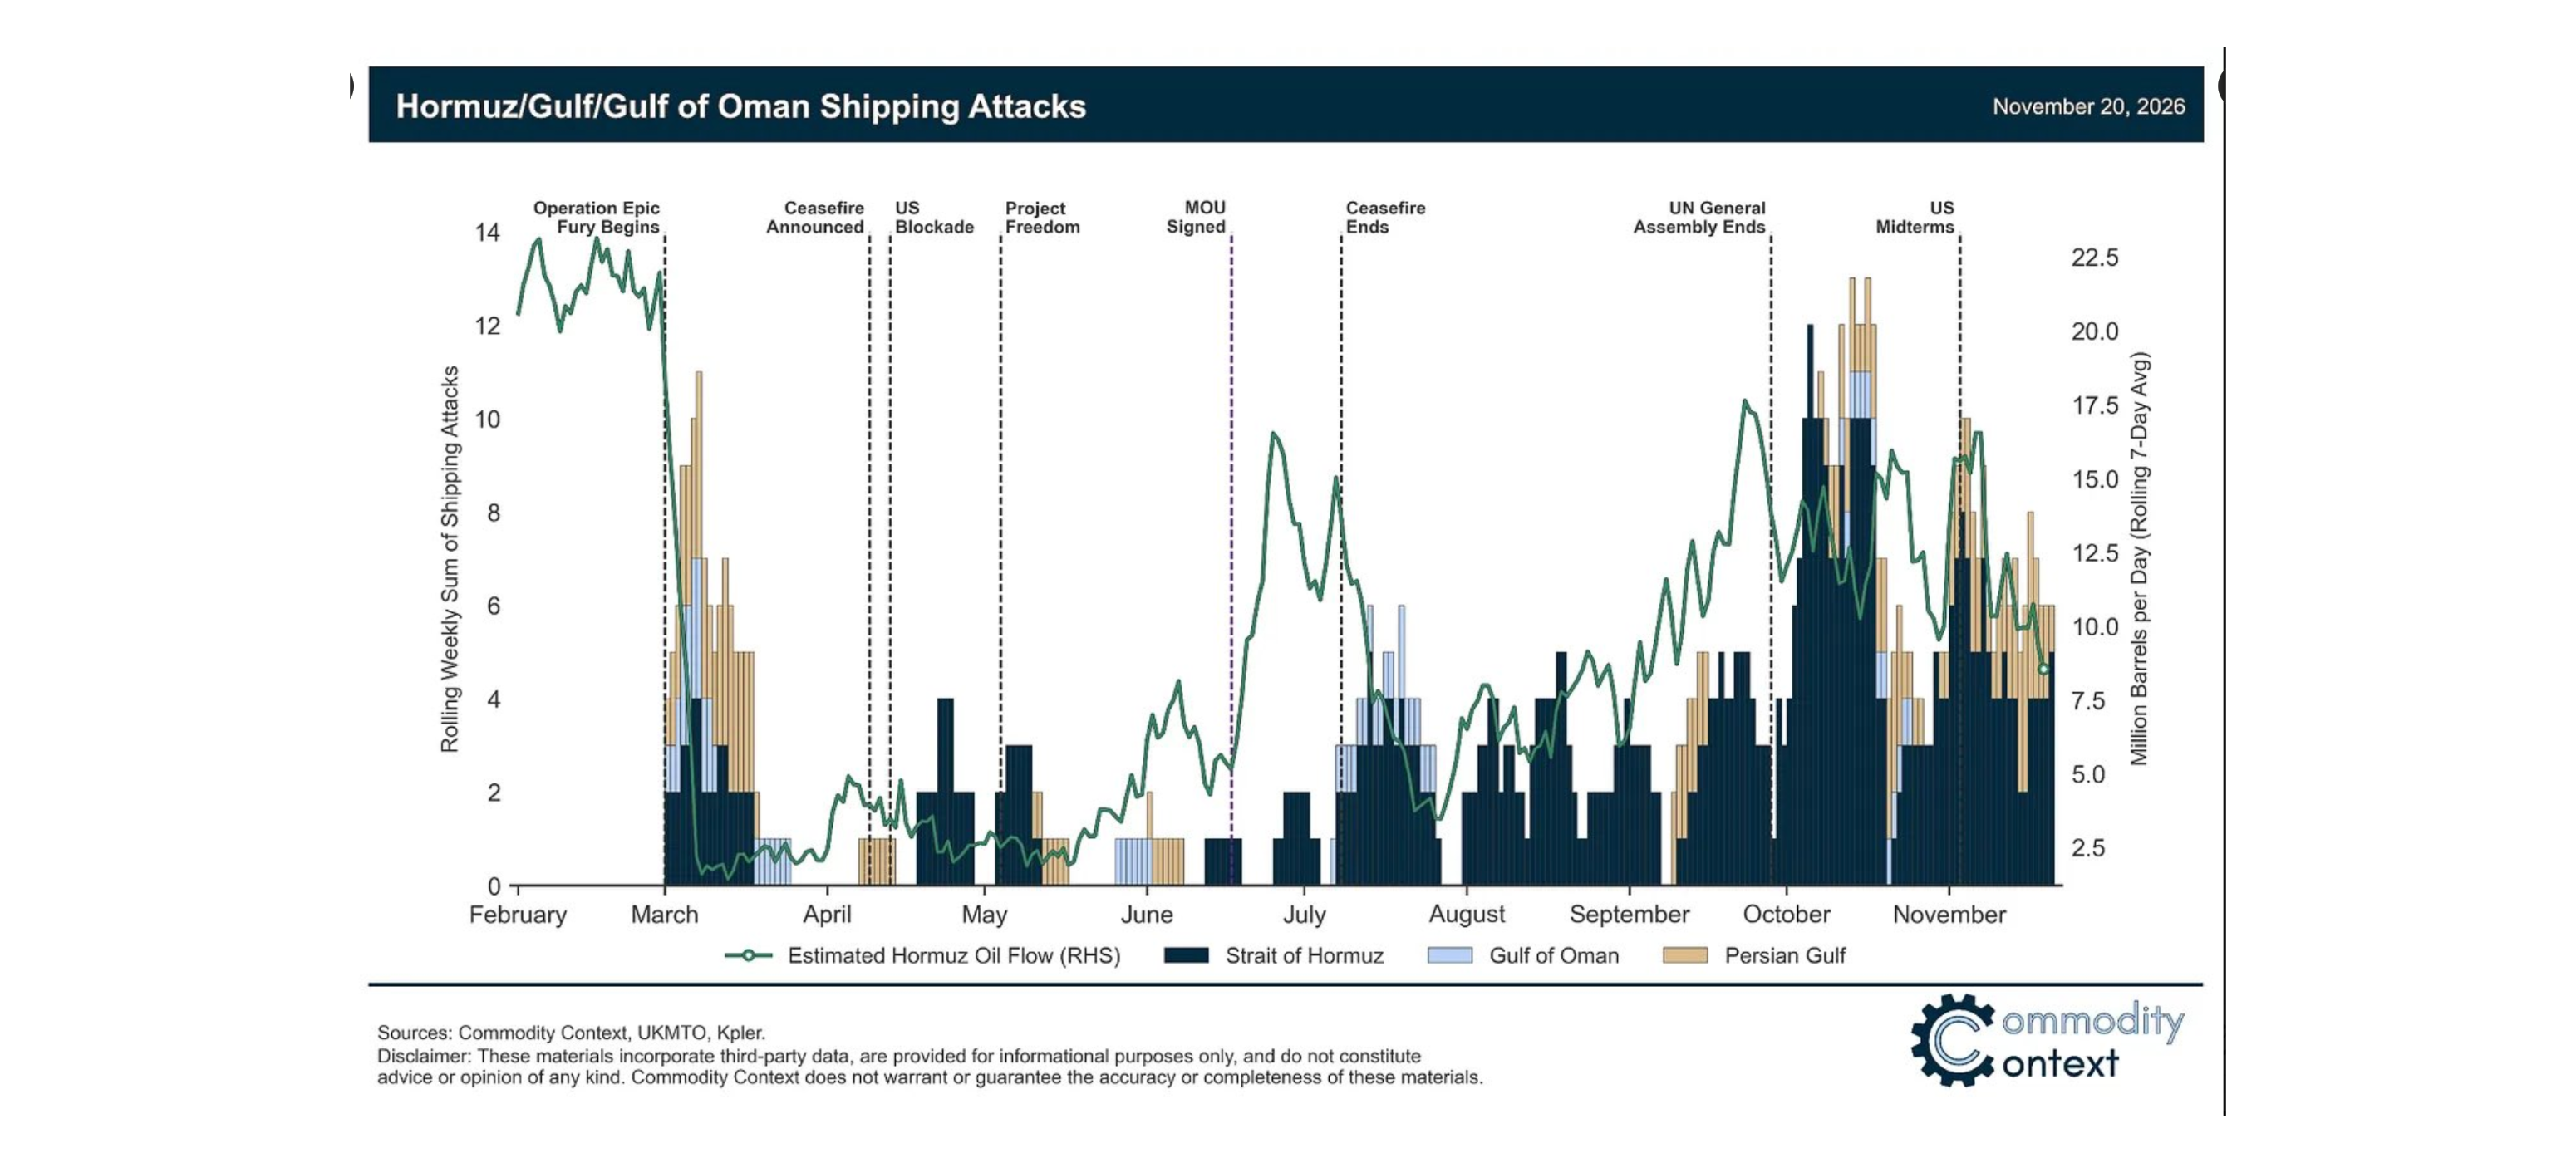 Hormuz/Gulf/Gulf of Oman Shipping Attacks
November 20, 2026
Operation Epic
Fury Begins
Ceasefire
Announced
US
Blockade
Project
Freedom
MOU
Signed
Ceasefire
Ends
UN General
Assembly Ends
US
Midterms
Rolling Weekly Sum of Shipping Attacks
14
12
10
8
6
4
2
0
22.5
20.0
17.5
15.0
12.5
10.0
7.5
5.0
2.5
Million Barrels per Day (Rolling 7-Day Avg)
February
March
April
May
June
July
August
September
October
November
Estimated Hormuz Oil Flow (RHS)
Strait of Hormuz
Gulf of Oman
Persian Gulf
Sources: Commodity Context, UKMTO, Kpler.
Disclaimer: These materials incorporate third-party data, are provided for informational purposes only, and do not constitute
advice or opinion of any kind. Commodity Context does not warrant or guarantee the accuracy or completeness of these materials.
Commodity
Context